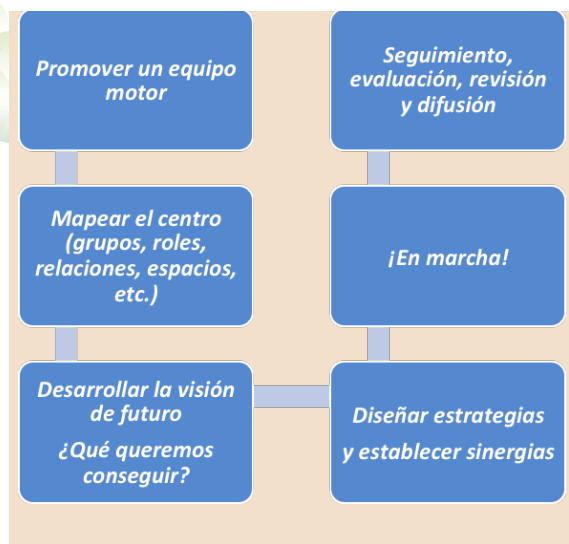 Promover un equipo
motor
Mapear el centro
(grupos, roles,
relaciones, espacios,
etc.)
Desarrollar la visión
de futuro
¿Qué queremos
conseguir?
Diseñar estrategias
y establecer sinergias
¡En marcha!
Seguimiento,
evaluación, revisión
y difusión